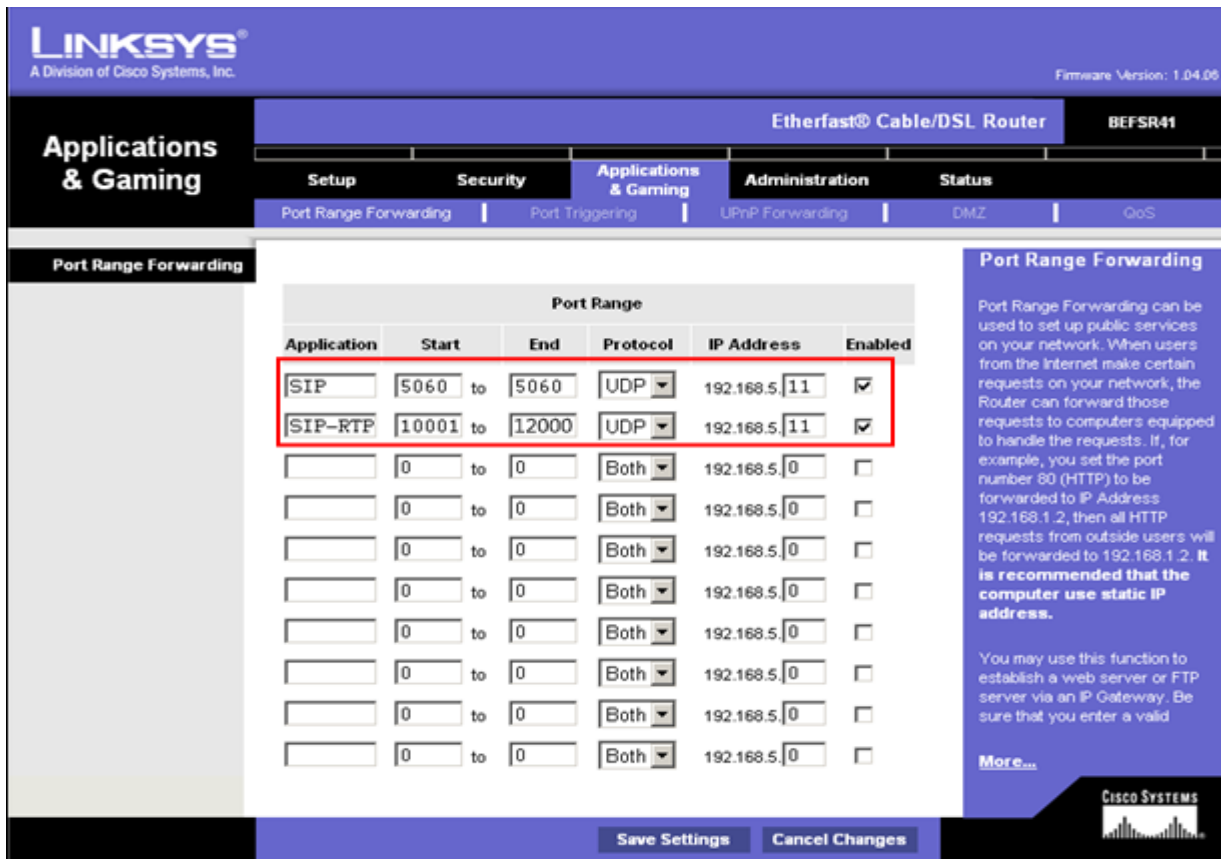 LINKSYS®
A Division of Cisco Systems, Inc.
Firmware Version: 1.04.06
Applications & Gaming
Etherfast® Cable/DSL Router
BEFSR41
Setup
Security
Applications & Gaming
Administration
Status
Port Range Forwarding
Port Triggering
UPnP Forwarding
DMZ
QoS
Port Range Forwarding
Port Range
Application Start End Protocol IP Address Enabled
SIP 5060 to 5060 UDP 192.168.5.11
SIP-RTP 10001 to 12000 UDP 192.168.5.11
0 to 0 Both 192.168.5.0
0 to 0 Both 192.168.5.0
0 to 0 Both 192.168.5.0
0 to 0 Both 192.168.5.0
0 to 0 Both 192.168.5.0
0 to 0 Both 192.168.5.0
0 to 0 Both 192.168.5.0
0 to 0 Both 192.168.5.0
Port Range Forwarding
Port Range Forwarding can be
used to set up public services
on your network. When users
from the Internet make certain
requests on your network, the
Router can forward those
requests to computers equipped
to handle the requests. If, for
example, you set the port
number 80 (HTTP) to be
forwarded to IP Address
192.168.1.2, then all HTTP
requests from outside users will
be forwarded to 192.168.1.2. It
is recommended that the
computer use static IP
address.
You may use this function to
establish a web server or FTP
server via an IP Gateway. Be
sure that you enter a valid
More...
Save Settings
Cancel Changes
CISCO SYSTEMS